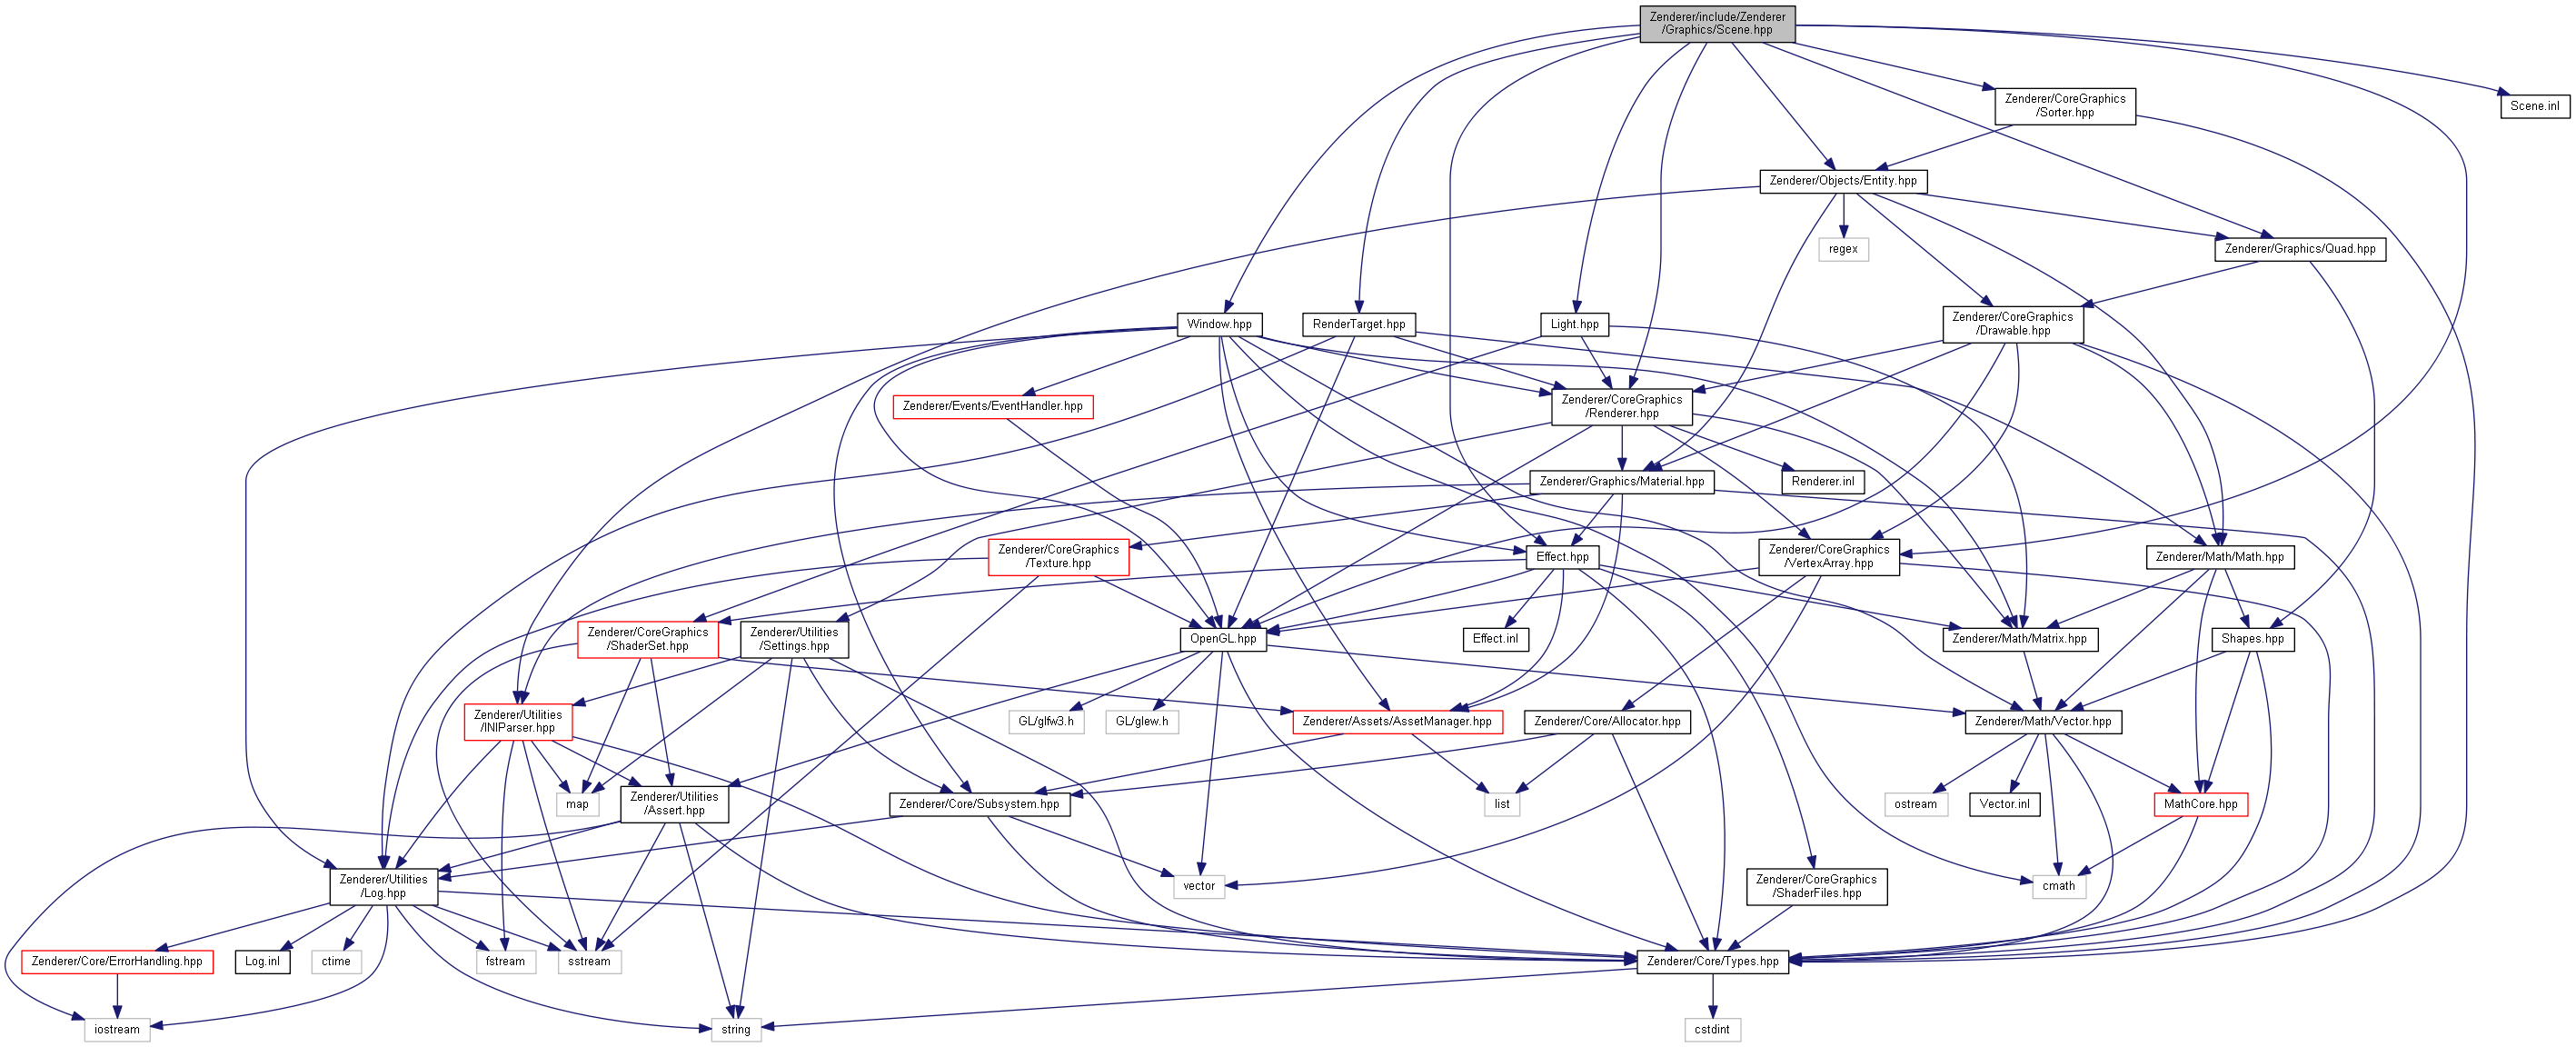 Zenderer/include/Zenderer
/Graphics/Scene.hpp
Zenderer/CoreGraphics
/Sorter.hpp
Scene.inl
Zenderer/Objects/Entity.hpp
regex
Zenderer/Graphics/Quad.hpp
Window.hpp
RenderTarget.hpp
Light.hpp
Zenderer/CoreGraphics
/Drawable.hpp
Zenderer/Events/EventHandler.hpp
Zenderer/CoreGraphics
/Renderer.hpp
Zenderer/Graphics/Material.hpp
Renderer.inl
Zenderer/CoreGraphics
/Texture.hpp
Effect.hpp
Zenderer/CoreGraphics
/VertexArray.hpp
Zenderer/Math/Math.hpp
Zenderer/CoreGraphics
/ShaderSet.hpp
Zenderer/Utilities
/Settings.hpp
OpenGL.hpp
Effect.inl
Zenderer/Math/Matrix.hpp
Shapes.hpp
Zenderer/Utilities
/INIParser.hpp
GL/glfw3.h
GL/glew.h
Zenderer/Assets/AssetManager.hpp
Zenderer/Core/Allocator.hpp
Zenderer/Math/Vector.hpp
map
Zenderer/Utilities
/Assert.hpp
Zenderer/Core/Subsystem.hpp
list
ostream
Vector.inl
MathCore.hpp
Zenderer/Utilities
/Log.hpp
vector
Zenderer/CoreGraphics
/ShaderFiles.hpp
cmath
Zenderer/Core/ErrorHandling.hpp
Log.inl
ctime
fstream
sstream
Zenderer/Core/Types.hpp
iostream
string
cstdint